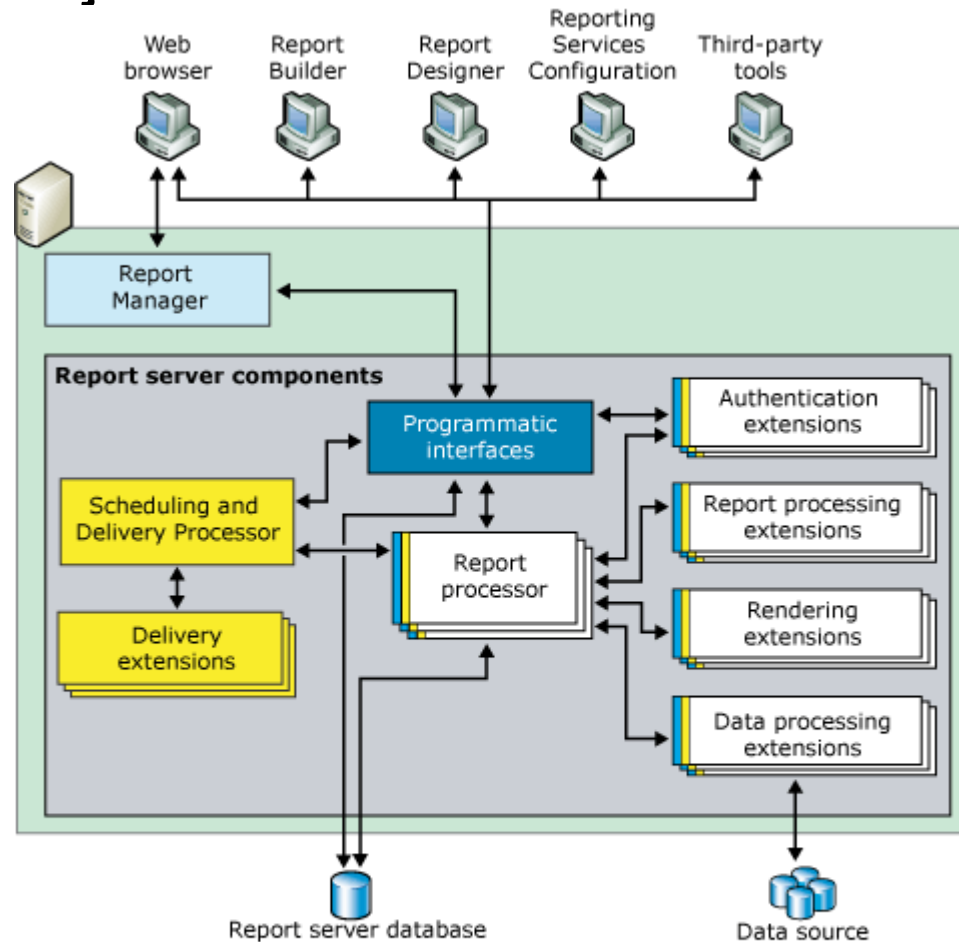 Web
browser
Report
Builder
Report
Designer
Reporting
Services
Configuration
Third-party
tools
Report
Manager
Report server components
Programmatic
interfaces
Authentication
extensions
Scheduling and
Delivery Processor
Report processing
extensions
Report
processor
Delivery
extensions
Rendering
extensions
Data processing
extensions
Report server database
Data source